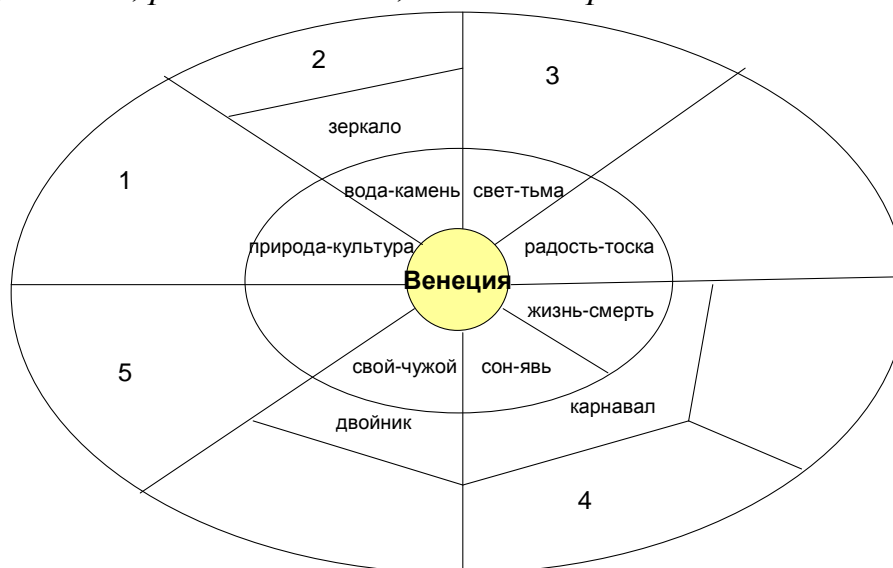 2
3
зеркало
1
вода-камень
свет-тьма
природа-культура
радость-тоска
Венеция
жизнь-смерть
свой-чужой
сон-явь
5
карнавал
двойник
4